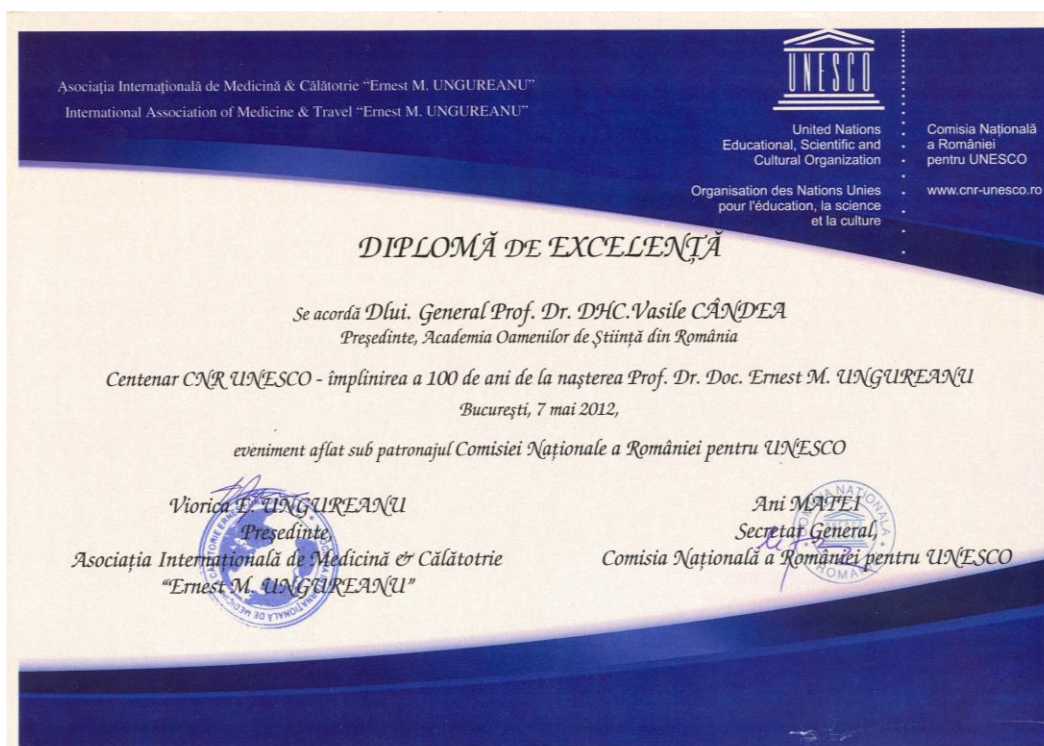 Asociația Internațională de Medicină & Călătotrie “Ernest M. UNGUREANU”
International Association of Medicine & Travel “Ernest M. UNGUREANU”
UNESCO
United Nations
Educational, Scientific and
Cultural Organization
Organisation des Nations Unies
pour l'éducation, la science
et la culture
Comisia Națională
a României
pentru UNESCO
www.cnr-unesco.ro
DIPLOMĂ DE EXCELENȚĂ
Se acordă Dlui. General Prof. Dr. DHC.Vasile CÂNDEA
Președinte, Academia Oamenilor de Știință din România
Centenar CNR UNESCO - împlinirea a 100 de ani de la nașterea Prof. Dr. Doc. Ernest M. UNGUREANU
București, 7 mai 2012,
eveniment aflat sub patronajul Comisiei Naționale a României pentru UNESCO
Viorica E. UNGUREANU
Președinte,
Asociația Internațională de Medicină & Călătotrie
“Ernest M. UNGUREANU”
Ani MATEI
Secretar General,
Comisia Națională a României pentru UNESCO